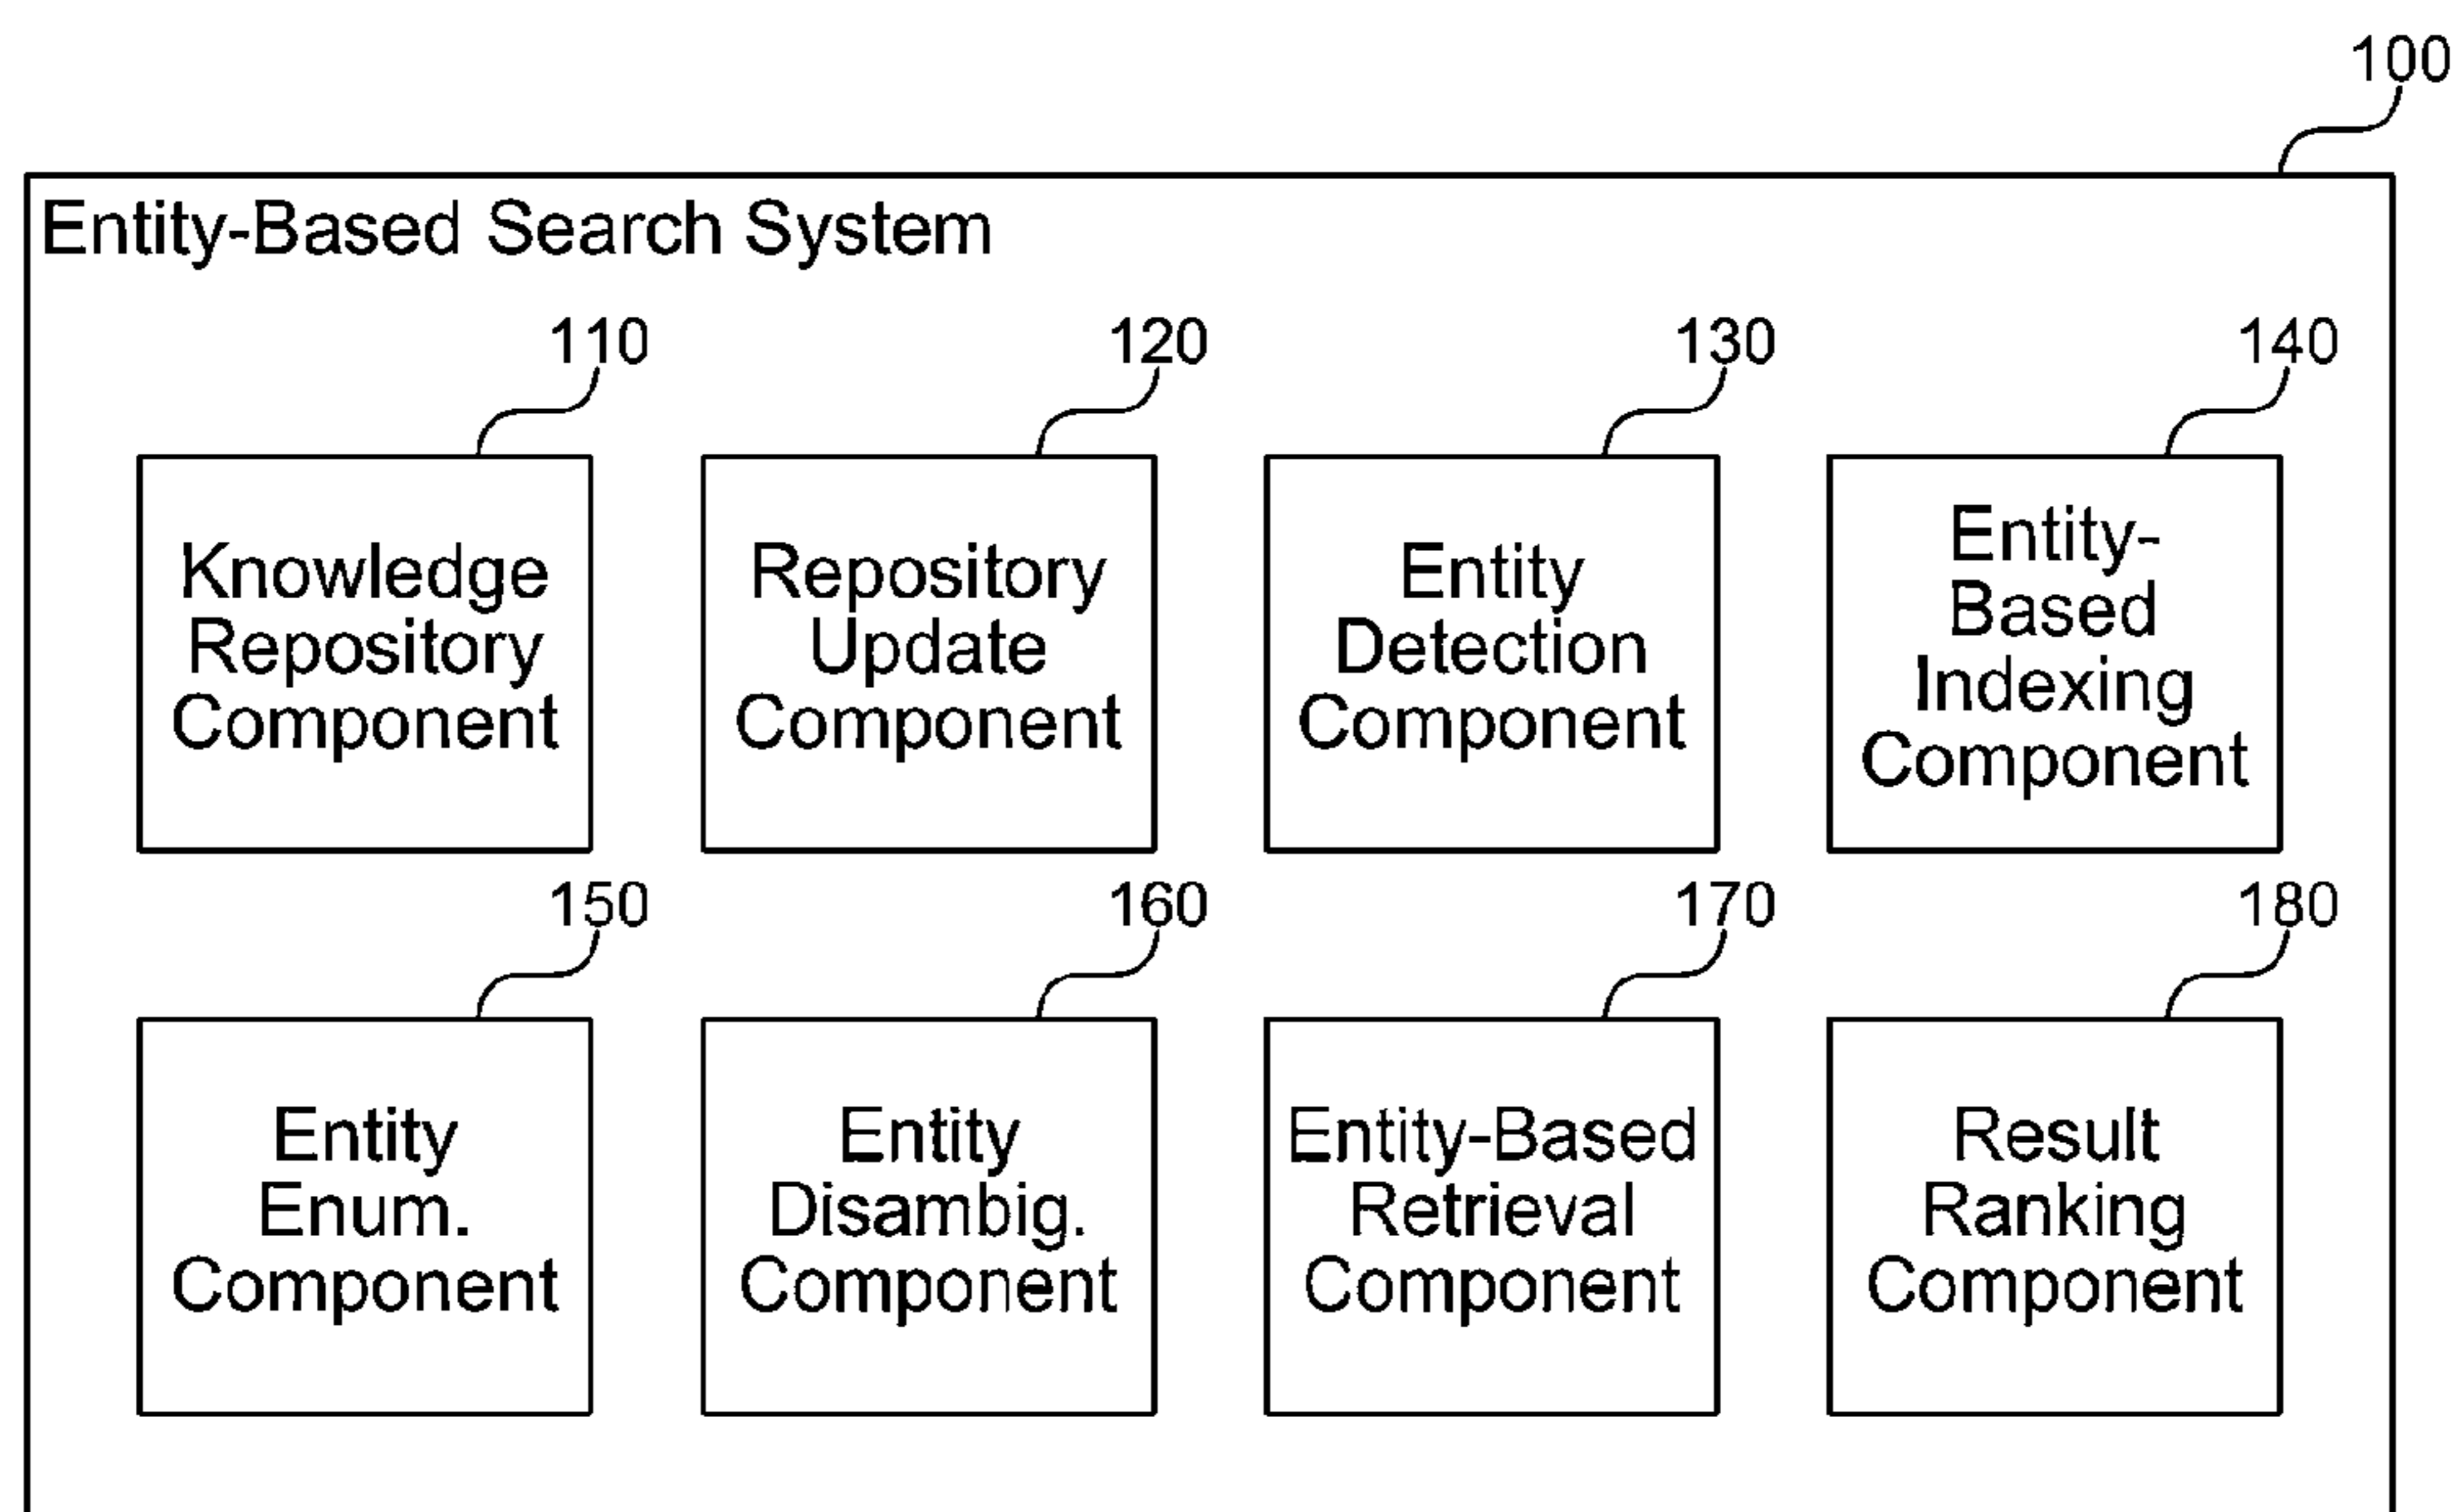 100
Entity-Based Search System
110
120
130
140
Knowledge
Repository
Component
Repository
Update
Component
Entity
Detection
Component
Entity-
Based
Indexing
Component
150
160
170
180
Entity
Enum.
Component
Entity
Disambig.
Component
Entity-Based
Retrieval
Component
Result
Ranking
Component